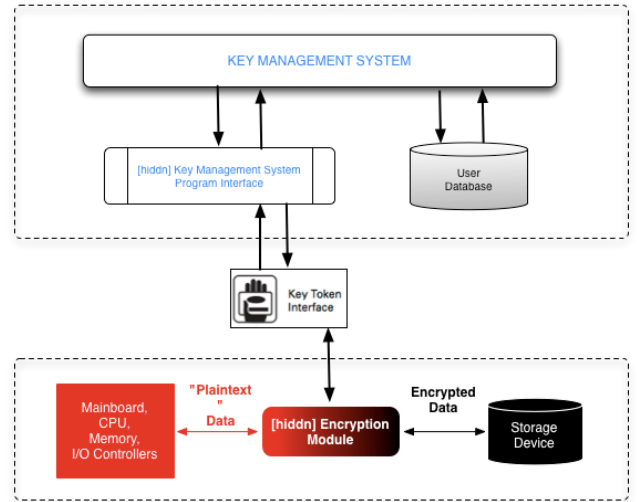 KEY MANAGEMENT SYSTEM
[hiddn] Key Management System
Program Interface
User
Database
Key Token
Interface
"Plaintext
"
Data
Encrypted
Data
Mainboard,
CPU,
Memory,
I/O Controllers
[hiddn] Encryption
Module
Storage
Device